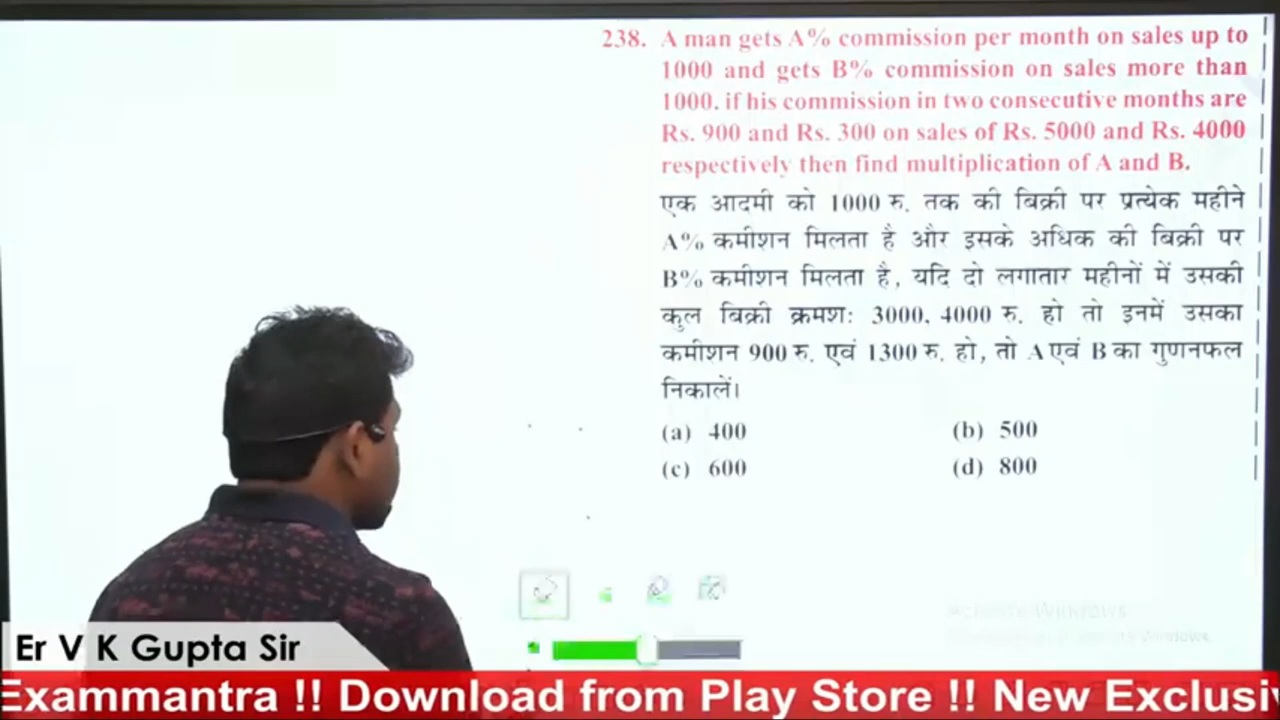 238. A man gets A% commission per month on sales up to
1000 and gets B% commission on sales more than
1000. if his commission in two consecutive months are
Rs. 900 and Rs. 300 on sales of Rs. 5000 and Rs. 4000
respectively then find multiplication of A and B.
एक आदमी को 1000 रु. तक की बिक्री पर प्रत्येक महीने
A% कमीशन मिलता है और इसके अधिक की बिक्री पर
B% कमीशन मिलता है, यदि दो लगातार महीनों में उसकी
कुल बिक्री क्रमशः 3000, 4000 रु. हो तो इनमें उसका
कमीशन 900 रु. एवं 1300 रु. हो, तो A एवं B का गुणनफल
निकालें।
(a) 400 (b) 500
(c) 600 (d) 800
Activate Windows
Er V K Gupta Sir
Exammantra !! Download from Play Store !! New Exclusiv